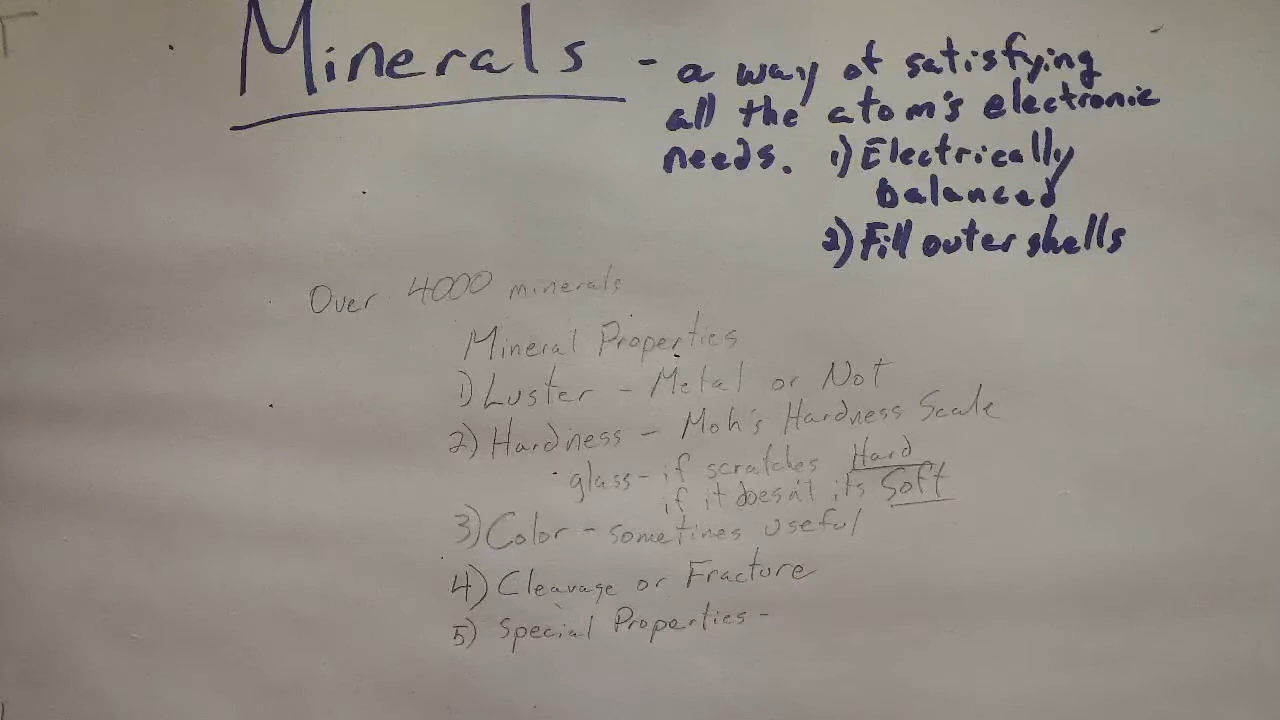 Minerals - a way of satisfying
all the atom's electronic
needs. 1) Electrically
balanced
2) Fill outer shells
Over 4000 minerals
Mineral Properties
1) Luster - Metal or Not
2) Hardness - Moh's Hardness Scale
glass - if scratches Hard
if it doesn't its Soft
3) Color - sometimes useful
4) Cleavage or Fracture
5) Special Properties -